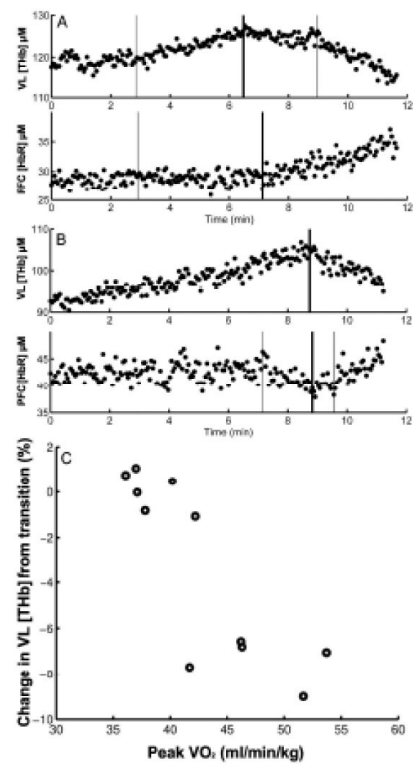 A
VL [THb] μM
130
120
110
0 2 4 6 8 10 12
PFC [HbR] μM
35
30
25
0 2 4 6 8 10 12
Time (min)
B
VL [THb] μM
110
100
90
0 2 4 6 8 10 12
PFC [HbR] μM
45
40
35
0 2 4 6 8 10 12
Time (min)
C
Change in VL [THb] from transition (%)
2
0
−2
−4
−6
−8
−10
30 35 40 45 50 55 60
Peak VO₂ (ml/min/kg)